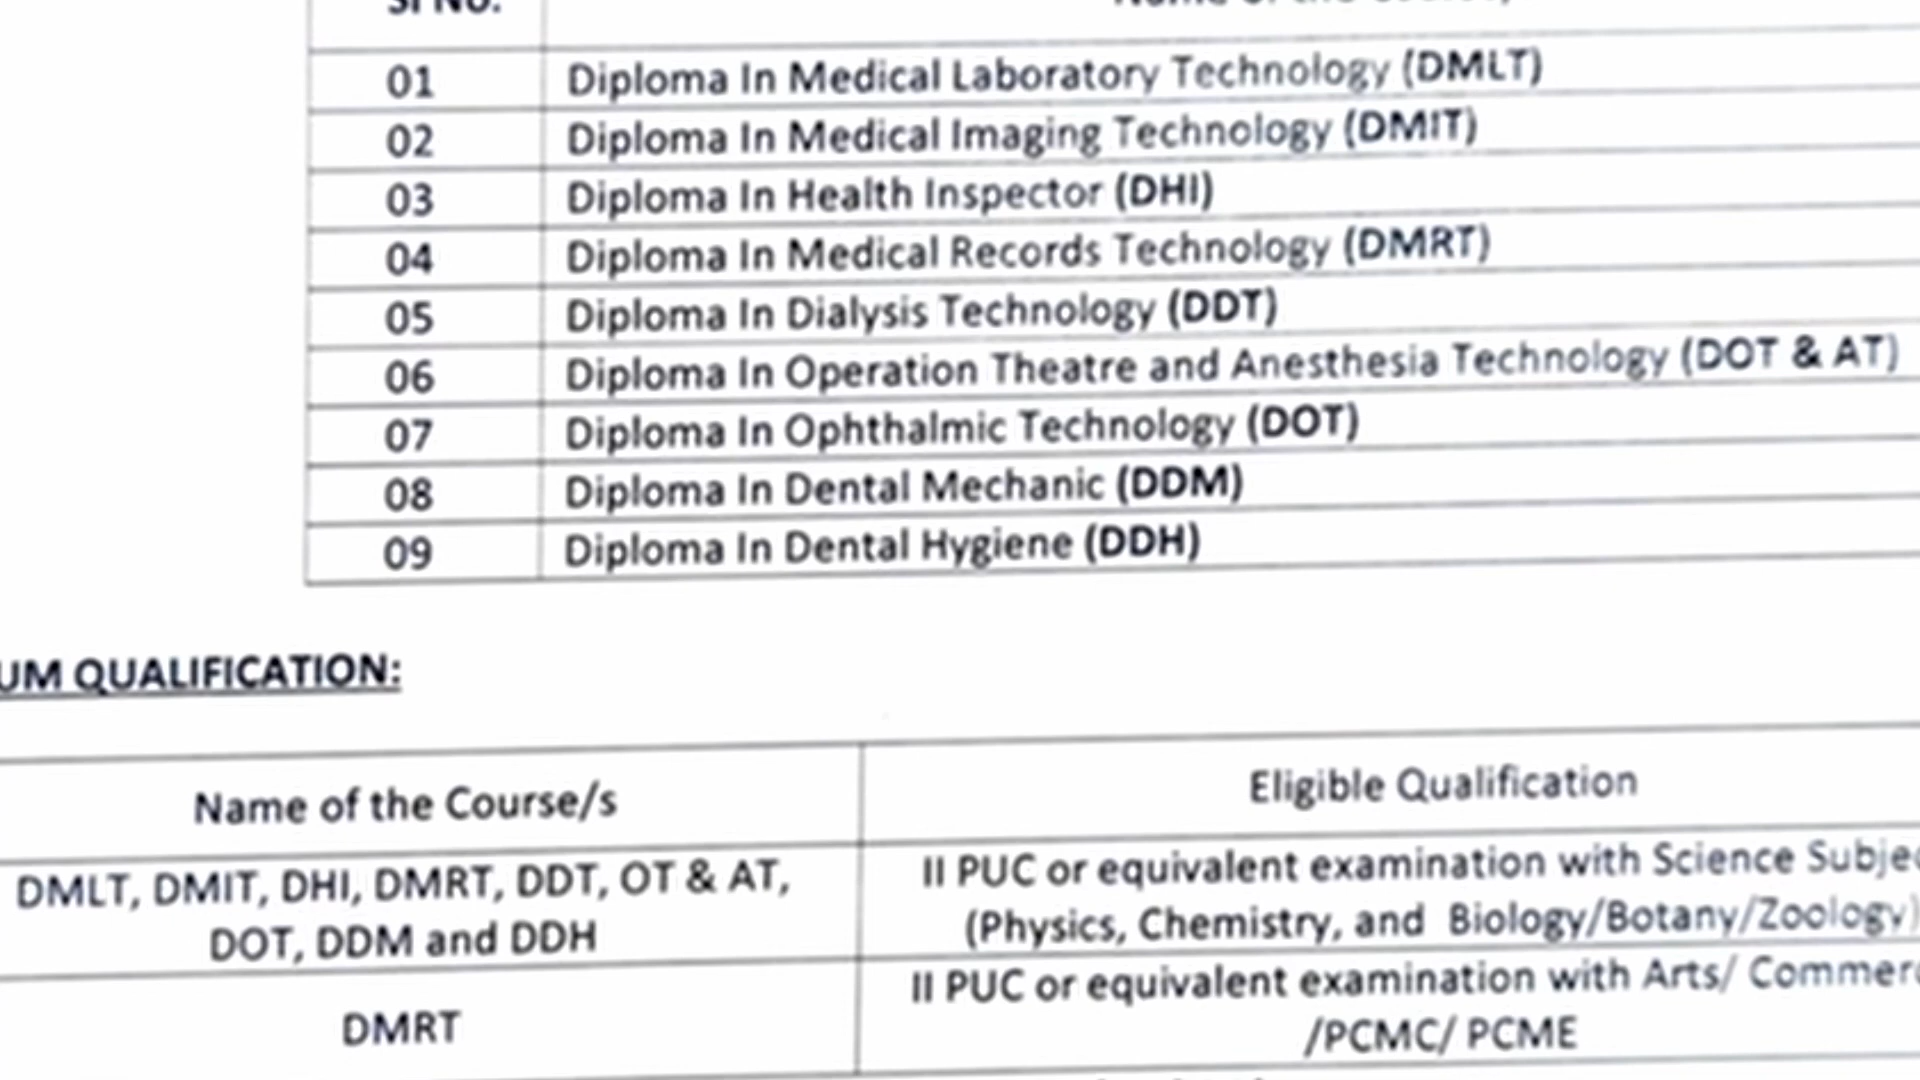 Sl No.
01 Diploma In Medical Laboratory Technology (DMLT)
02 Diploma In Medical Imaging Technology (DMIT)
03 Diploma In Health Inspector (DHI)
04 Diploma In Medical Records Technology (DMRT)
05 Diploma In Dialysis Technology (DDT)
06 Diploma In Operation Theatre and Anesthesia Technology (DOT & AT)
07 Diploma In Ophthalmic Technology (DOT)
08 Diploma In Dental Mechanic (DDM)
09 Diploma In Dental Hygiene (DDH)
UM QUALIFICATION:
Name of the Course/s
Eligible Qualification
DMLT, DMIT, DHI, DMRT, DDT, OT & AT,
DOT, DDM and DDH
II PUC or equivalent examination with Science Subjec
(Physics, Chemistry, and Biology/Botany/Zoology)
DMRT
II PUC or equivalent examination with Arts/ Commerc
/PCMC/ PCME